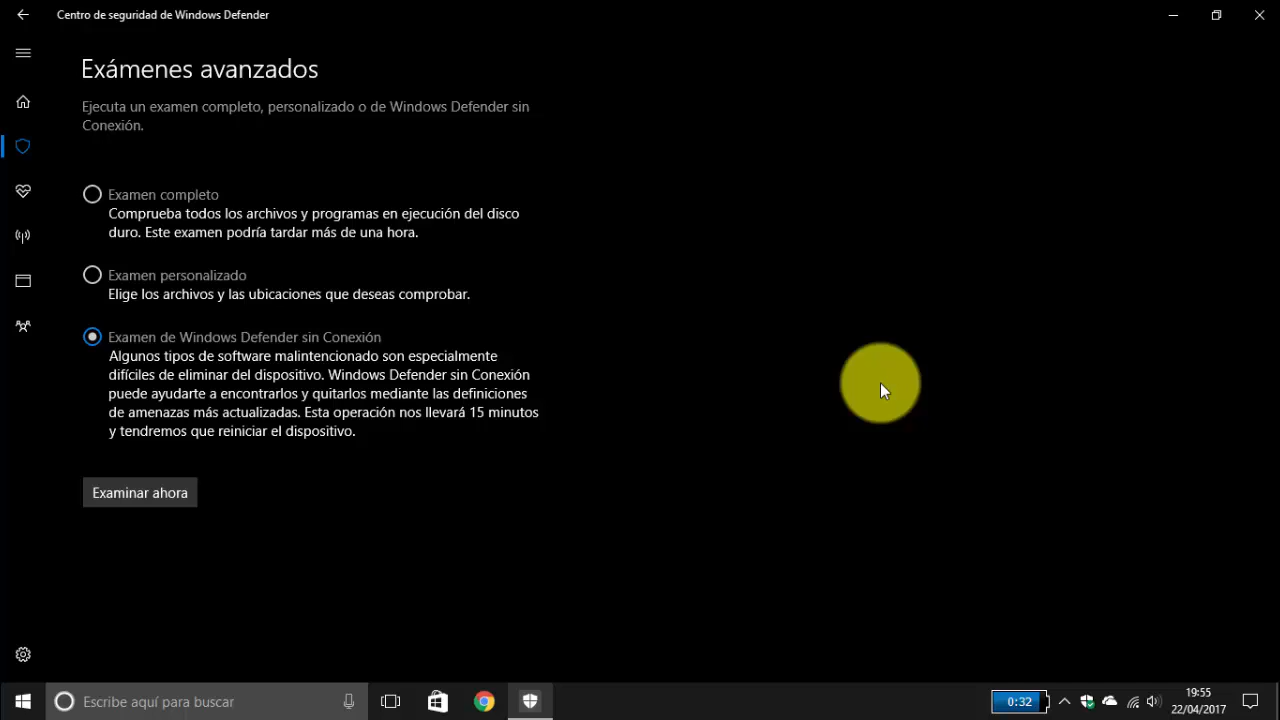 Centro de seguridad de Windows Defender
Exámenes avanzados
Ejecuta un examen completo, personalizado o de Windows Defender sin
Conexión.
Examen completo
Comprueba todos los archivos y programas en ejecución del disco
duro. Este examen podría tardar más de una hora.
Examen personalizado
Elige los archivos y las ubicaciones que deseas comprobar.
Examen de Windows Defender sin Conexión
Algunos tipos de software malintencionado son especialmente
difíciles de eliminar del dispositivo. Windows Defender sin Conexión
puede ayudarte a encontrarlos y quitarlos mediante las definiciones
de amenazas más actualizadas. Esta operación nos llevará 15 minutos
y tendremos que reiniciar el dispositivo.
Examinar ahora
Escribe aquí para buscar
0:32
19:55
22/04/2017